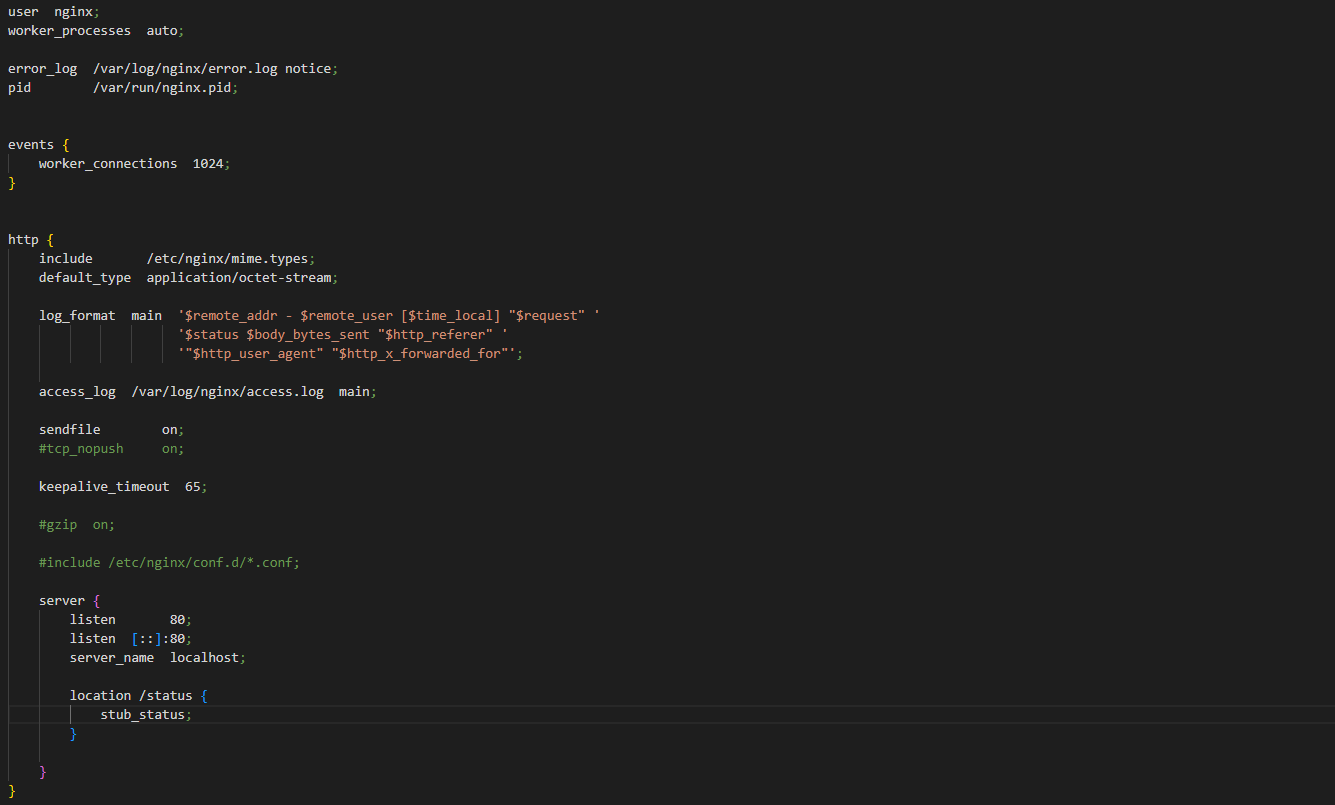 user  nginx;
worker_processes  auto;
error_log  /var/log/nginx/error.log notice;
pid        /var/run/nginx.pid;
events {
    worker_connections  1024;
}
http {
    include       /etc/nginx/mime.types;
    default_type  application/octet-stream;
    log_format  main  '$remote_addr - $remote_user [$time_local] "$request" '
                      '$status $body_bytes_sent "$http_referer" '
                      '"$http_user_agent" "$http_x_forwarded_for"';
    access_log  /var/log/nginx/access.log  main;
    sendfile        on;
    #tcp_nopush     on;
    keepalive_timeout  65;
    #gzip  on;
    #include /etc/nginx/conf.d/*.conf;
    server {
        listen       80;
        listen  [::]:80;
        server_name  localhost;
        location /status {
            stub_status;
        }
    }
}